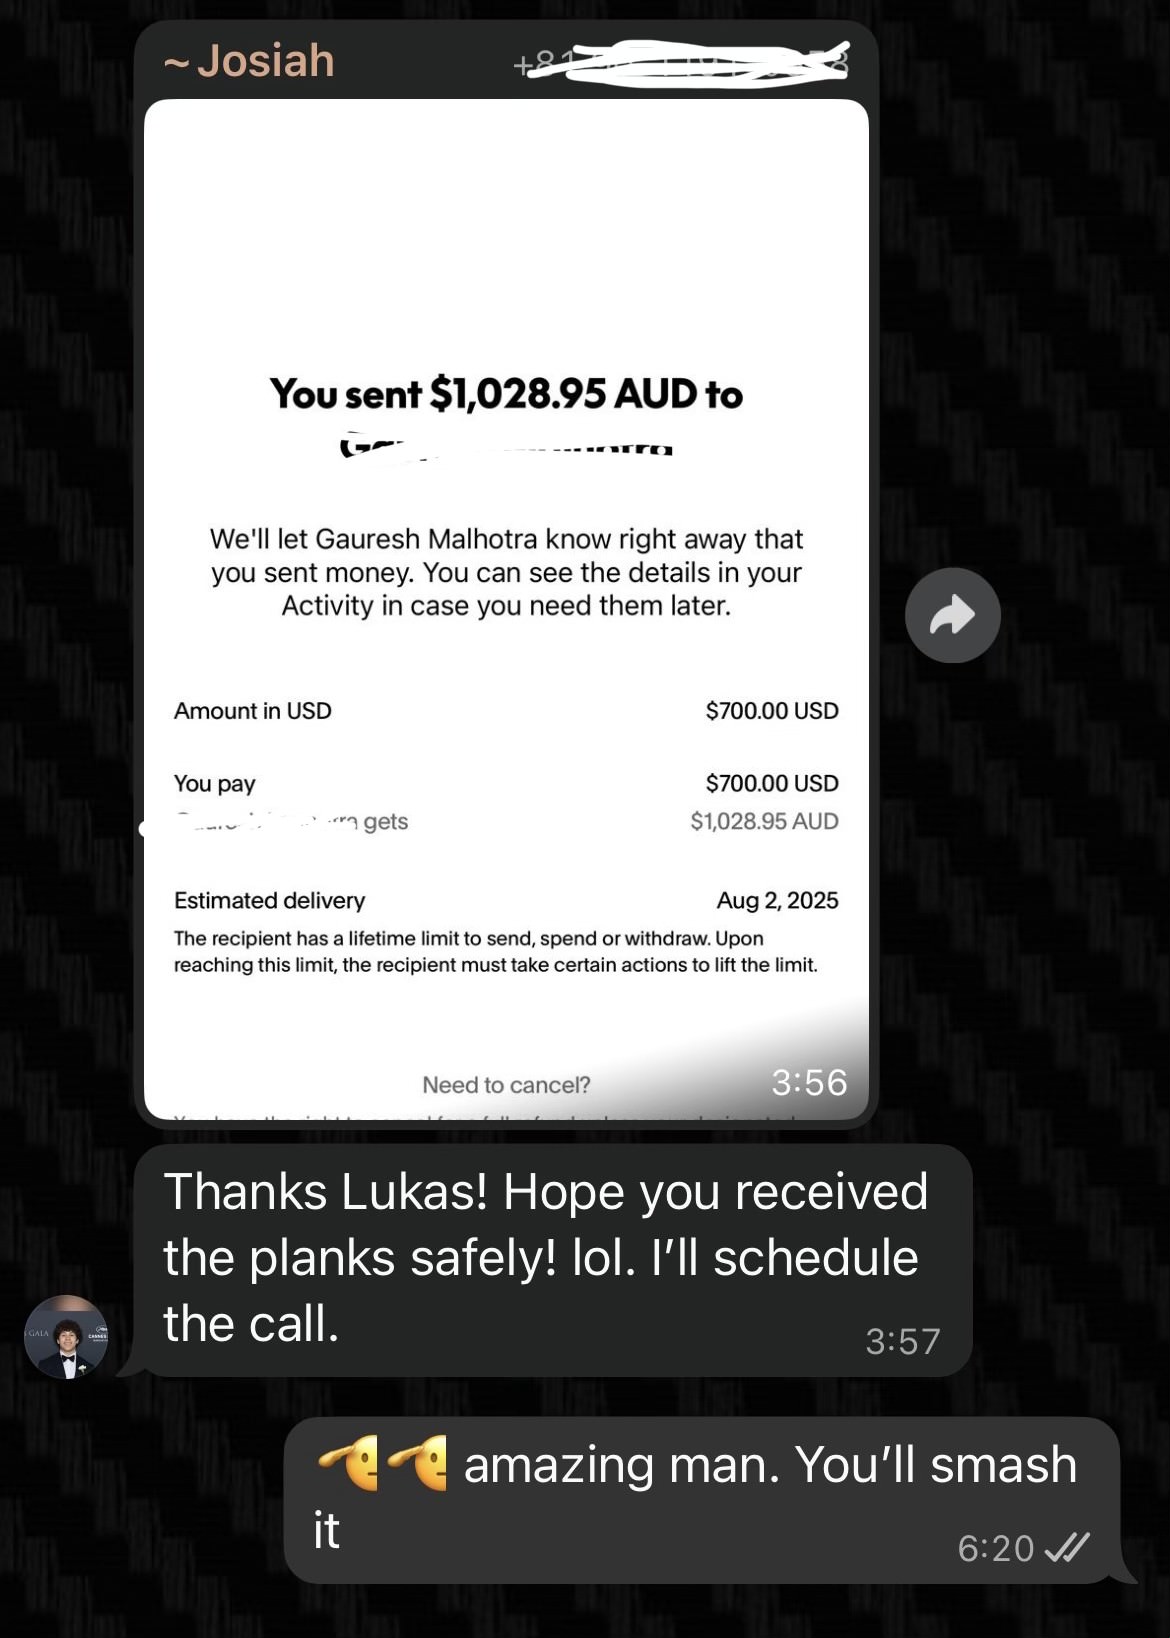 ~ Josiah
You sent $1,028.95 AUD to
We'll let Gauresh Malhotra know right away that
you sent money. You can see the details in your
Activity in case you need them later.
Amount in USD $700.00 USD
You pay $700.00 USD
gets $1,028.95 AUD
Estimated delivery Aug 2, 2025
The recipient has a lifetime limit to send, spend or withdraw. Upon
reaching this limit, the recipient must take certain actions to lift the limit.
Need to cancel? 3:56
Thanks Lukas! Hope you received
the planks safely! lol. I’ll schedule
the call.
3:57
GALA
CANNES
amazing man. You’ll smash
it
6:20